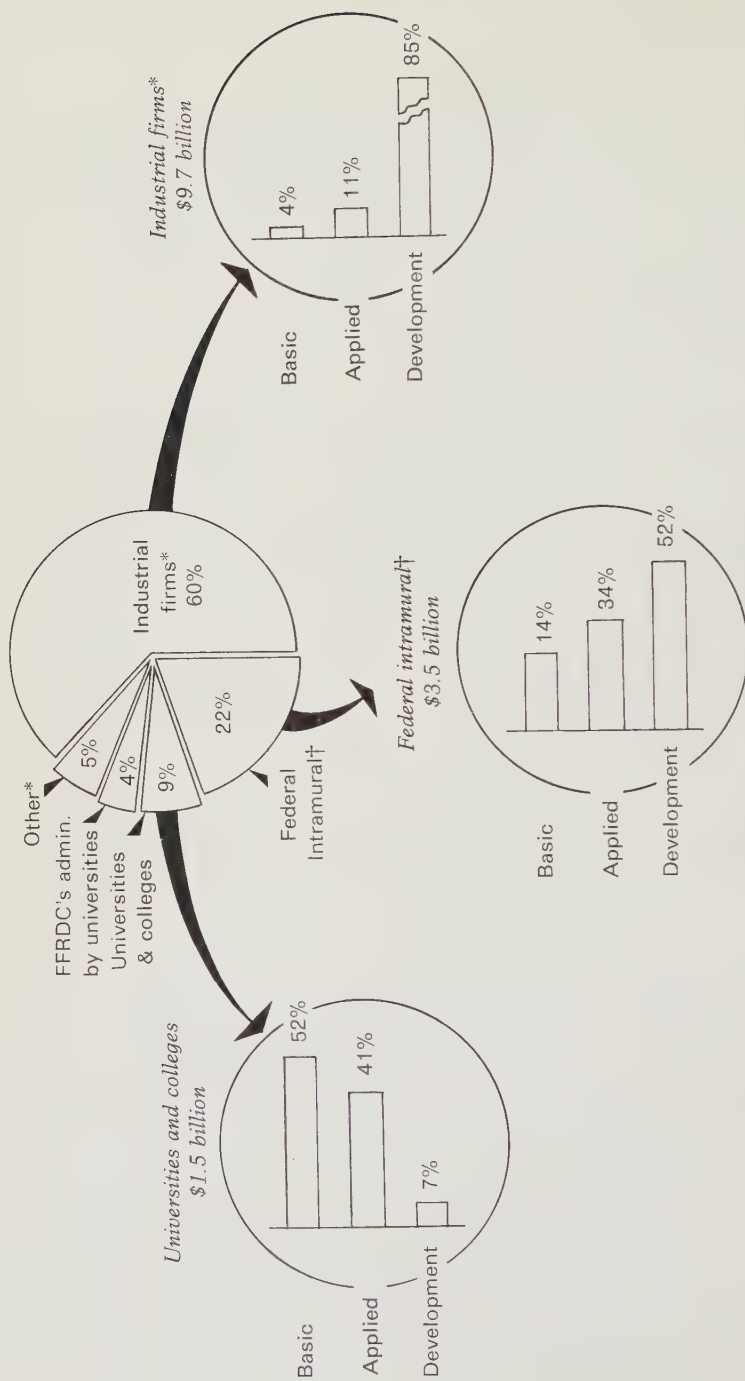 Other*
FFRDC's admin.
by universities
Universities
& colleges
5%
4%
9%
22%
Industrial
firms*
60%
Federal
Intramural†
Universities and colleges
$1.5 billion
Basic
52%
Applied
41%
Development
7%
Federal intramural†
$3.5 billion
Basic
14%
Applied
34%
Development
52%
Industrial firms*
$9.7 billion
Basic
4%
Applied
11%
Development
85%